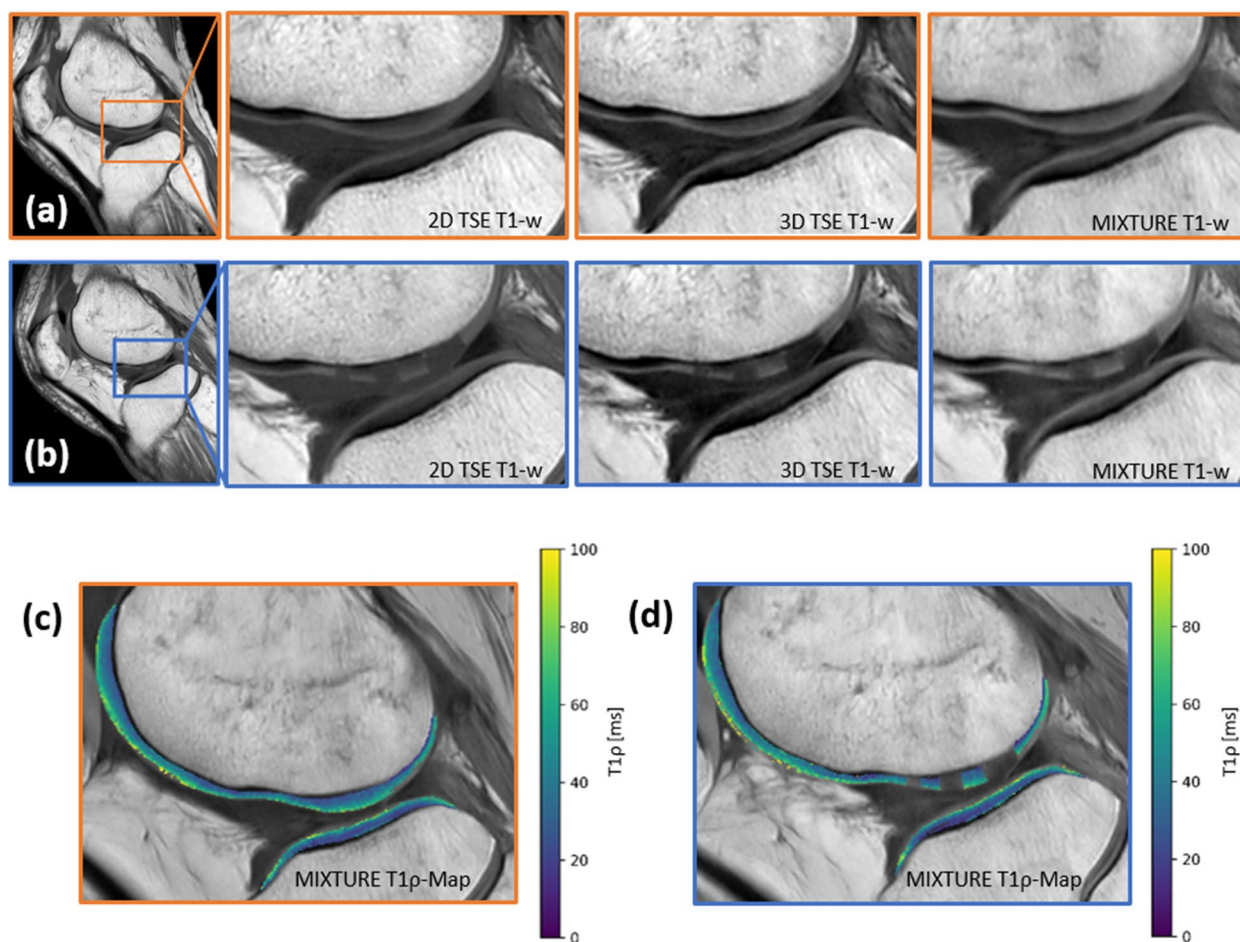 (a)
2D TSE T1-w
3D TSE T1-w
MIXTURE T1-w
(b)
2D TSE T1-w
3D TSE T1-w
MIXTURE T1-w
(c)
MIXTURE T1ρ-Map
100
80
60
40
20
0
T1ρ [ms]
(d)
MIXTURE T1ρ-Map
100
80
60
40
20
0
T1ρ [ms]